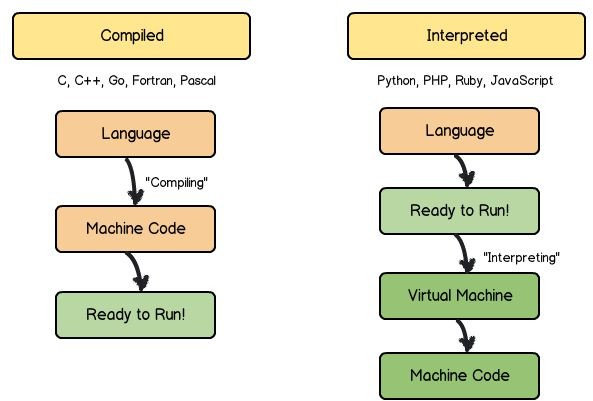 Compiled
C, C++, Go, Fortran, Pascal
Language
"Compiling"
Machine Code
Ready to Run!
Interpreted
Python, PHP, Ruby, JavaScript
Language
Ready to Run!
"Interpreting"
Virtual Machine
Machine Code